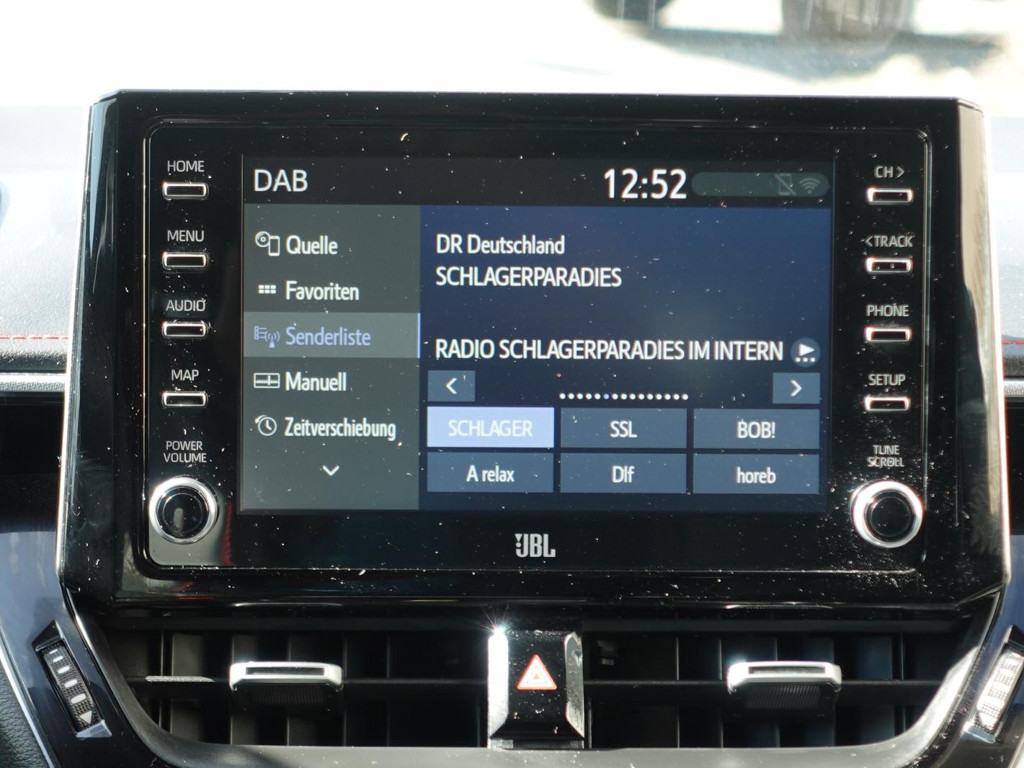 HOME
MENU
AUDIO
MAP
POWER
VOLUME
DAB
12:52
Quelle
Favoriten
Senderliste
Manuell
Zeitverschiebung
DR Deutschland
SCHLAGERPARADIES
RADIO SCHLAGERPARADIES IM INTERN
<
>
SCHLAGER
SSL
BOB!
A relax
Dlf
horeb
CH >
< TRACK
PHONE
SETUP
TUNE
SCROLL
JBL